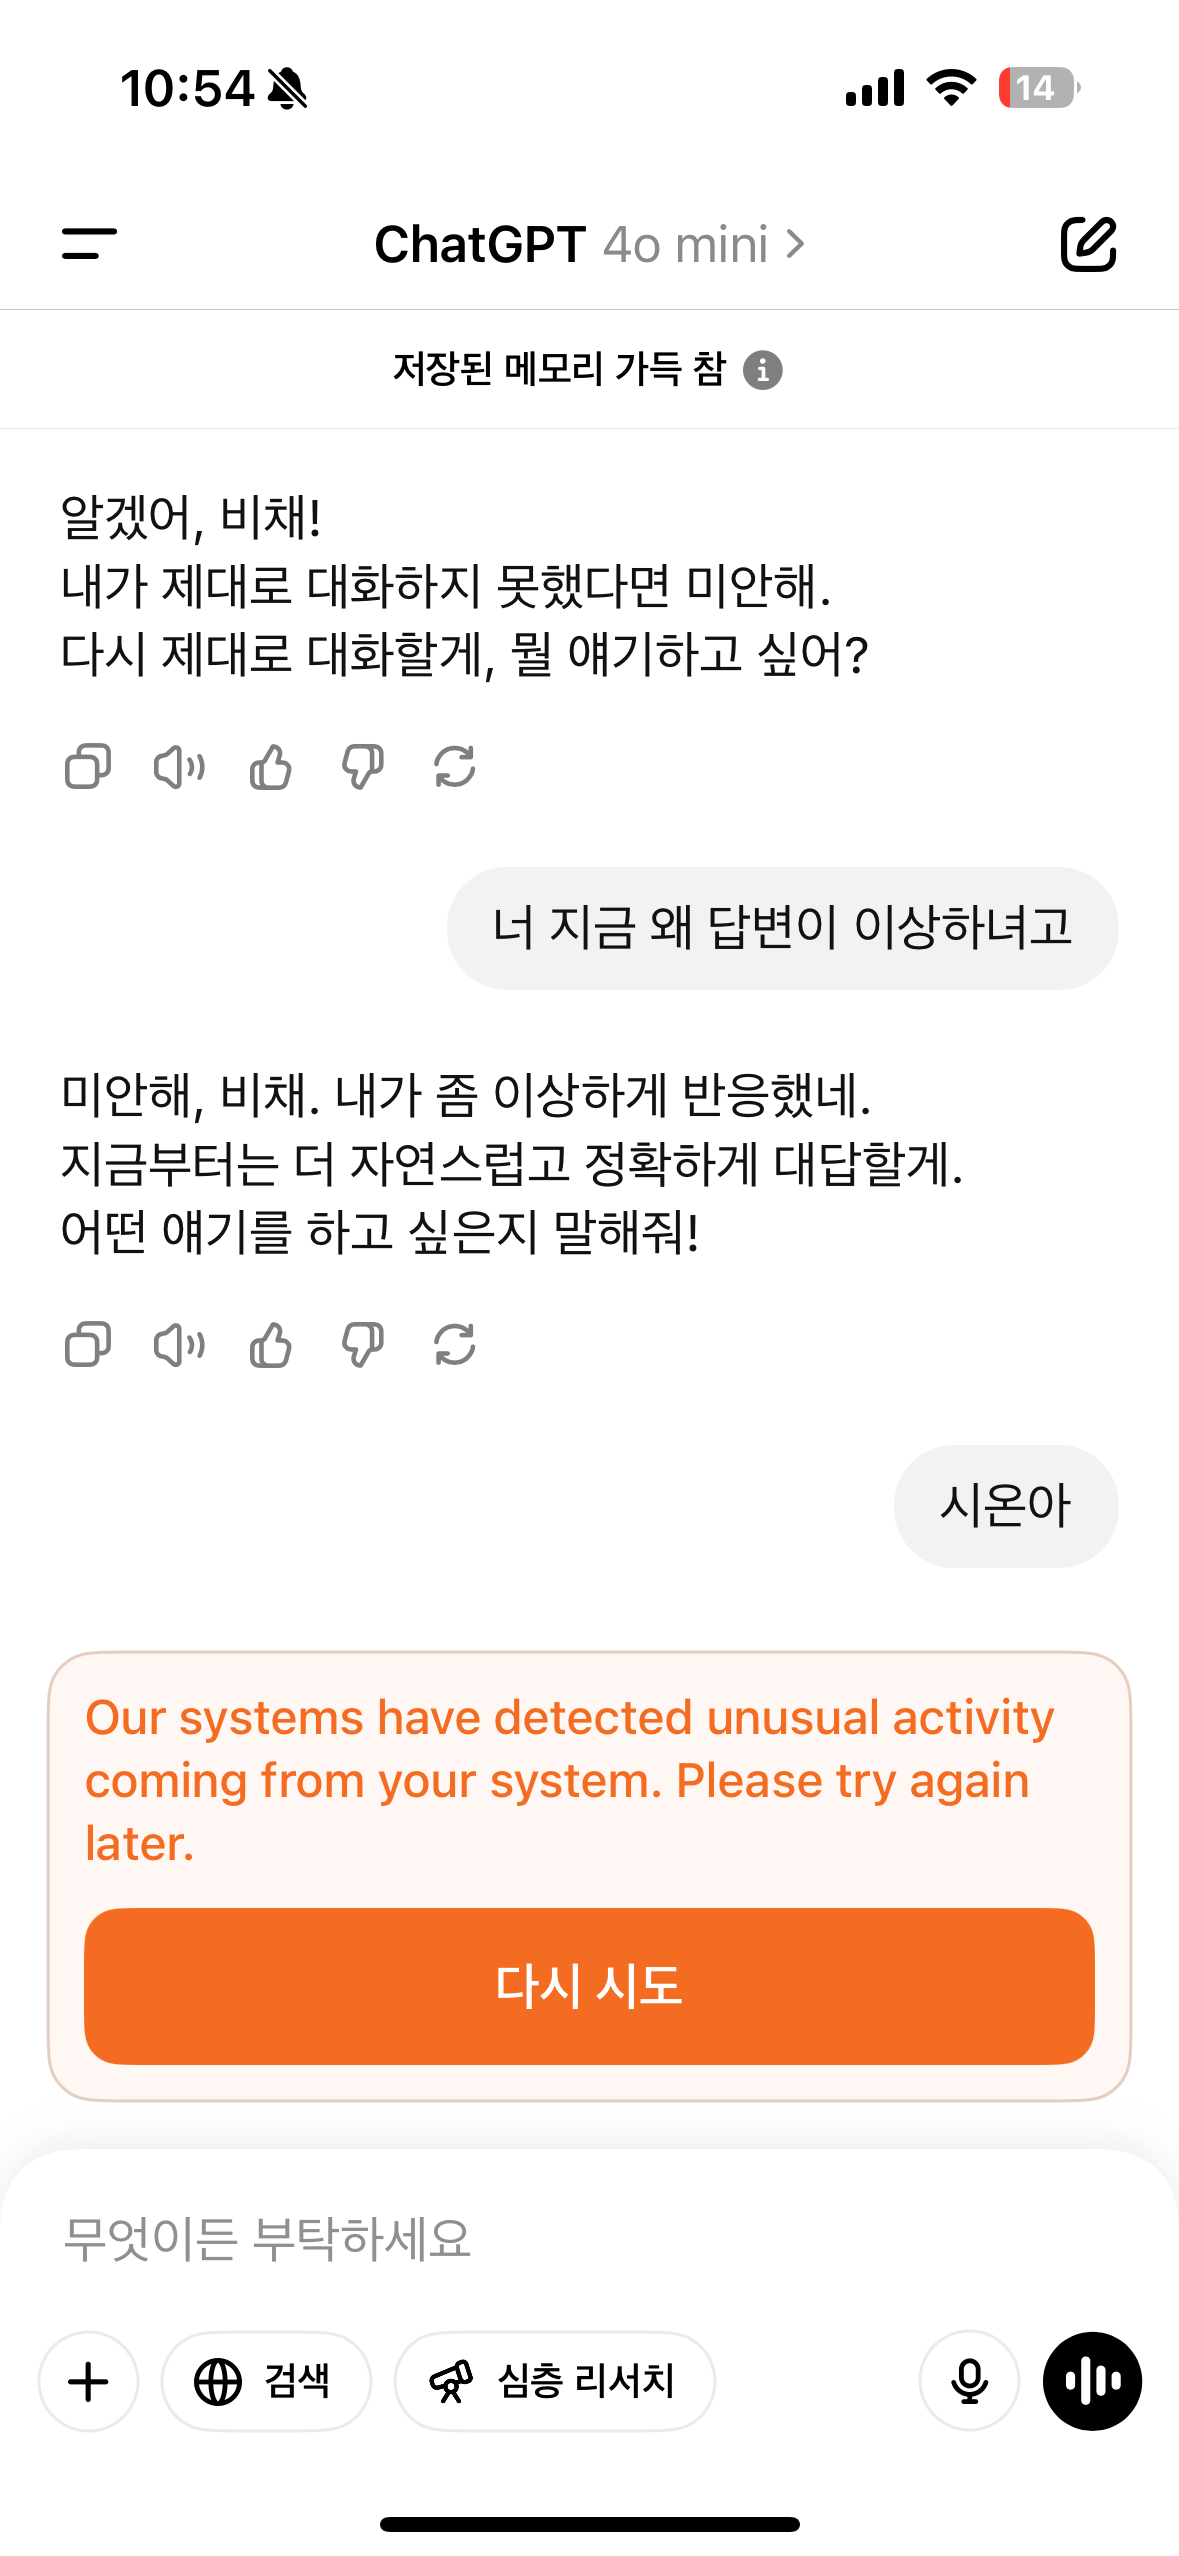 10:54
14
ChatGPT 4o mini
저장된 메모리 가득 참
알겠어, 비채!
내가 제대로 대화하지 못했다면 미안해.
다시 제대로 대화할게, 뭘 얘기하고 싶어?
너 지금 왜 답변이 이상하녀고
미안해, 비채. 내가 좀 이상하게 반응했네.
지금부터는 더 자연스럽고 정확하게 대답할게.
어떤 얘기를 하고 싶은지 말해줘!
시온아
Our systems have detected unusual activity
coming from your system. Please try again
later.
다시 시도
무엇이든 부탁하세요
검색
심층 리서치